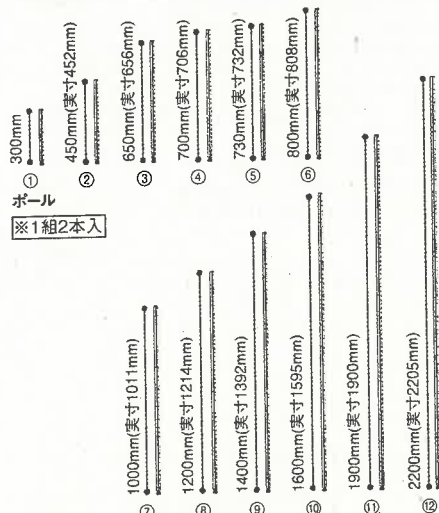 300mm
①
450mm(実寸452mm)
②
650mm(実寸656mm)
③
700mm(実寸706mm)
④
730mm(実寸732mm)
⑤
800mm(実寸808mm)
⑥
ポール
※1組2本入
1000mm(実寸1011mm)
⑦
1200mm(実寸1214mm)
⑧
1400mm(実寸1392mm)
⑨
1600mm(実寸1595mm)
⑩
1900mm(実寸1900mm)
⑪
2200mm(実寸2205mm)
⑫